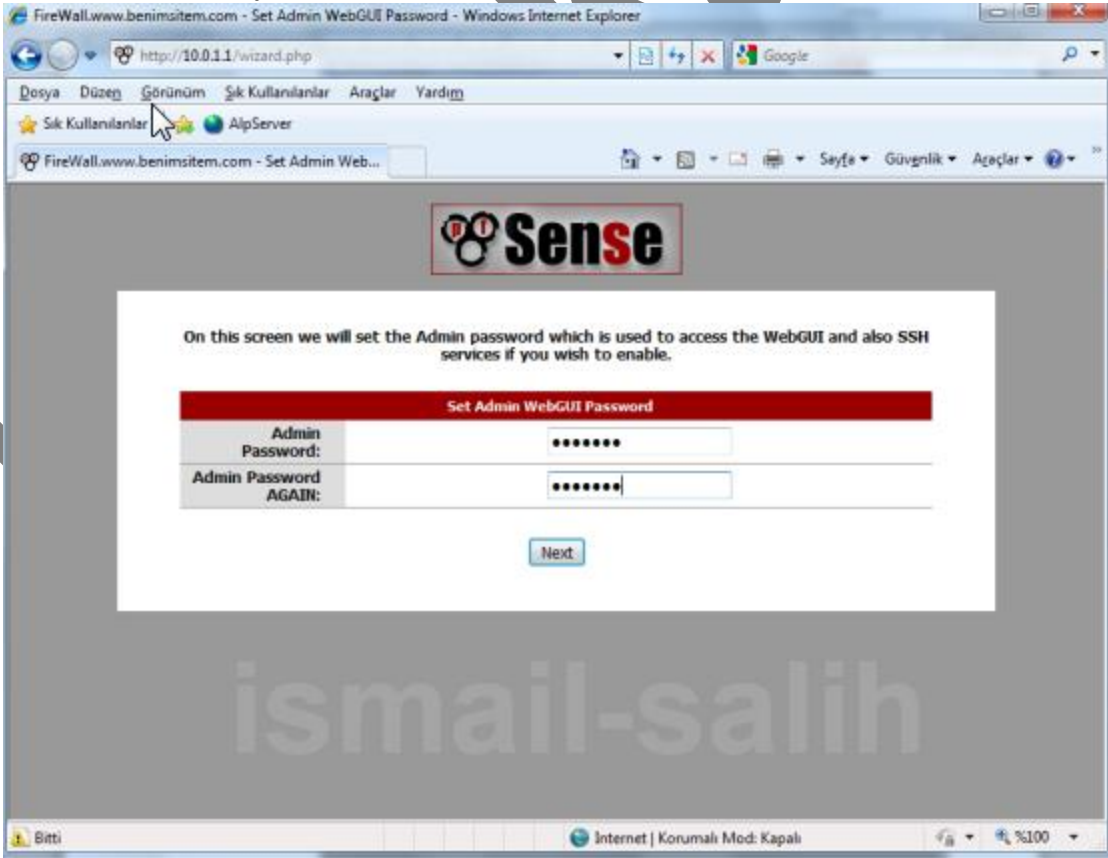 FireWall.www.benimsitem.com - Set Admin WebGUI Password - Windows Internet Explorer
http://10.0.1.1/wizard.php Google
Dosya Düzen Görünüm Sık Kullanılanlar Araçlar Yardım
Sık Kullanılanlar AlpServer
FireWall.www.benimsitem.com - Set Admin Web... Sayfa Güvenlik Araçlar
pf Sense
On this screen we will set the Admin password which is used to access the WebGUI and also SSH
services if you wish to enable.
Set Admin WebGUI Password
Admin
Password: •••••••
Admin Password
AGAIN: •••••••
Next
ismail-salih
Bitti Internet | Korumalı Mod: Kapalı %100